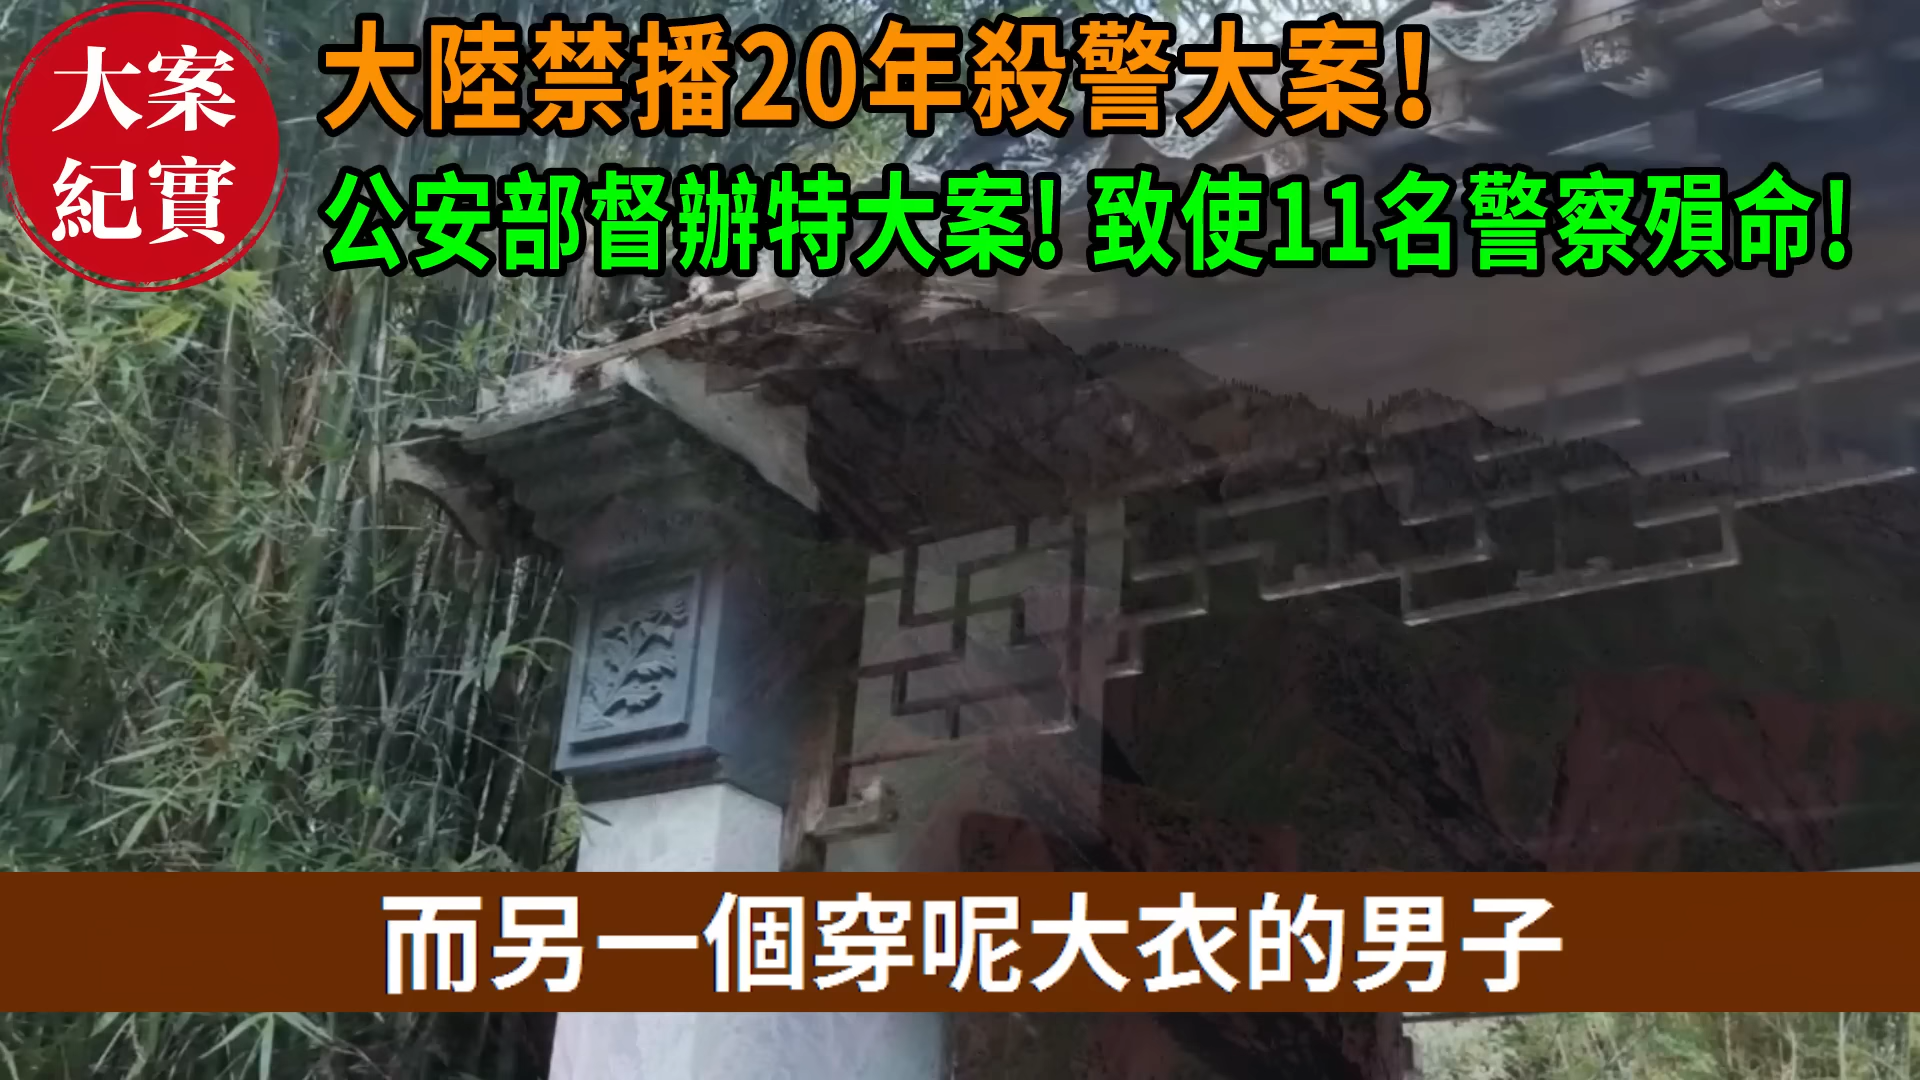 大案
紀實
大陸禁播20年殺警大案!
公安部督辦特大案! 致使11名警察殞命!
而另一個穿呢大衣的男子